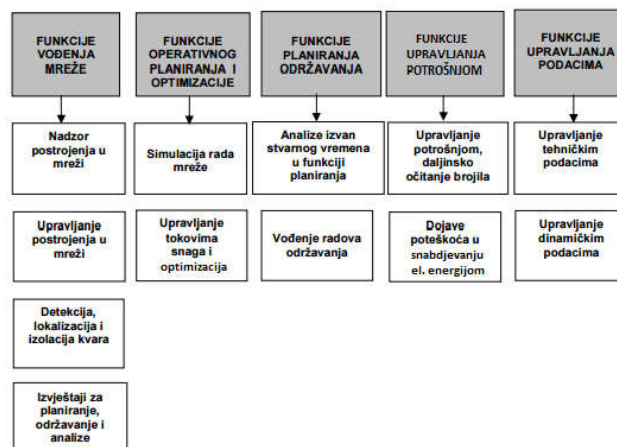 FUNKCIJE
VOĐENJA
MREŽE
FUNKCIJE
OPERATIVNOG
PLANIRANJA I
OPTIMIZACIJE
FUNKCIJE
PLANIRANJA
ODRŽAVANJA
FUNKCIJE
UPRAVLJANJA
POTROŠNJOM
FUNKCIJE
UPRAVLJANJA
PODACIMA
Nadzor
postrojenja u
mreži
Simulacija rada
mreže
Analize izvan
stvarnog vremena
u funkciji
planiranja
Upravljanje
potrošnjom,
daljinsko
očitanje brojila
Upravljanje
tehničkim
podacima
Upravljanje
postrojenja u
mreži
Upravljanje
tokovima
snaga i
optimizacija
Vođenje radova
održavanja
Dojave
poteškoća u
snabdjevanju
el. energijom
Upravljanje
dinamičkim
podacima
Detekcija,
lokalizacija i
izolacija kvara
Izvještaji za
planiranje,
održavanje i
analize